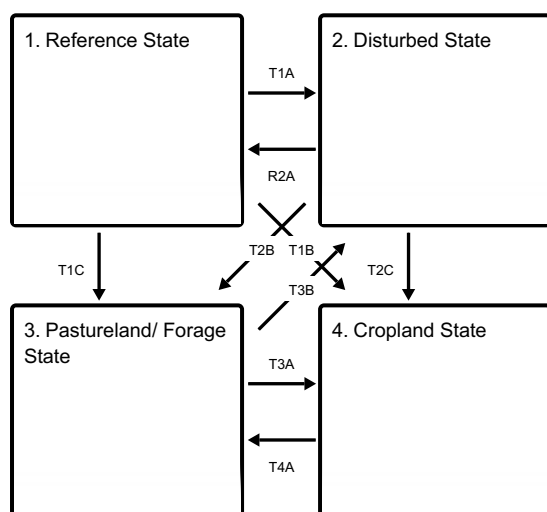 1. Reference State
2. Disturbed State
T1A
R2A
T2B
T1B
T1C
T2C
T3B
3. Pastureland/ Forage
State
4. Cropland State
T3A
T4A